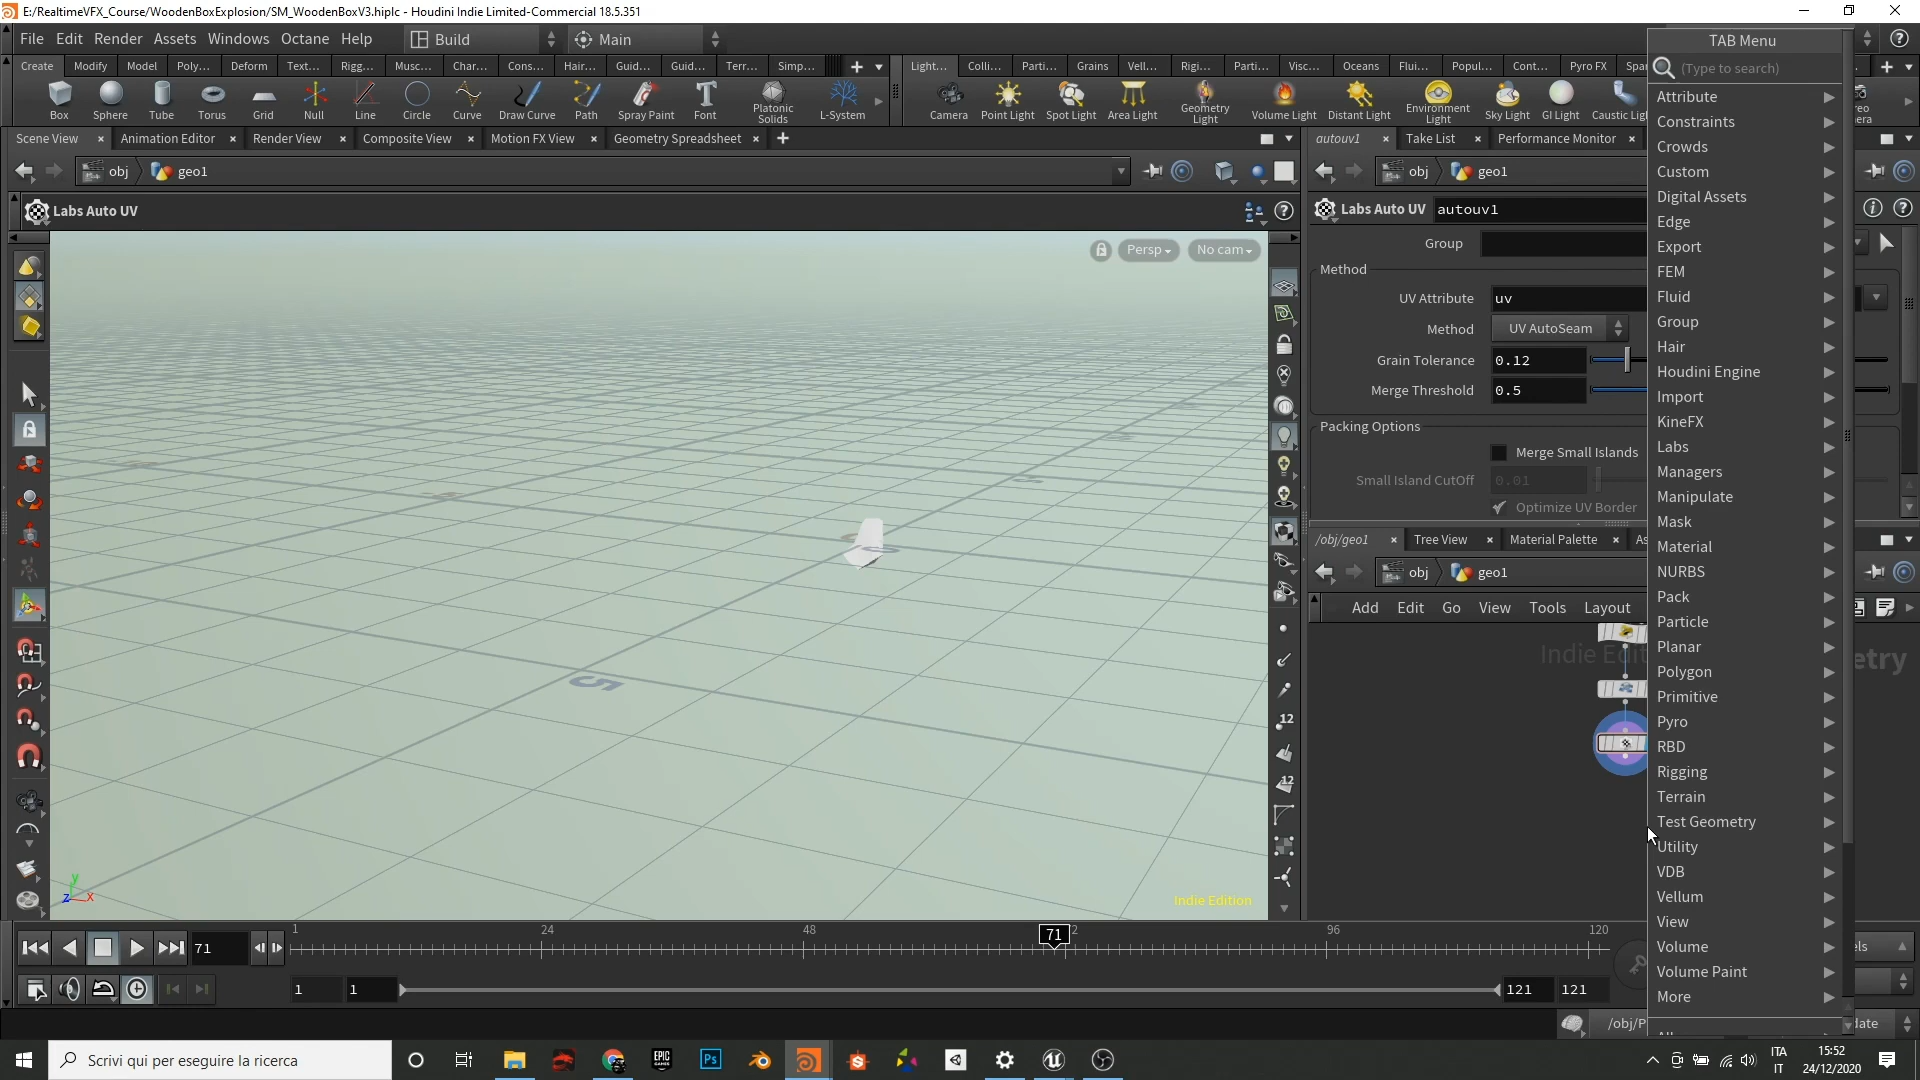 E:/RealtimeVFX_Course/WoodenBoxExplosion/SM_WoodenBoxV3.hiplc - Houdini Indie Limited-Commercial 18.5.351
File Edit Render Assets Windows Octane Help Build Main
Create Modify Model Poly... Deform Text... Rigg... Musc... Char... Cons... Hair... Guid... Guid... Terr... Simp...
Light... Colli... Parti... Grains Vell... Rigi... Parti... Visc... Oceans Flui... Popul... Cont... Pyro FX
Box Sphere Tube Torus Grid Null Line Circle Curve Draw Curve Path Spray Paint Font Platonic Solids L-System
Camera Point Light Spot Light Area Light Geometry Light Volume Light Distant Light Environment Light Sky Light GI Light
Scene View Animation Editor Render View Composite View Motion FX View Geometry Spreadsheet
obj geo1
Labs Auto UV
Persp No cam
5
12
12
Indie Edition
autouv1 Take List Performance Monitor
obj geo1
Labs Auto UV autouv1
Group
Method
UV Attribute uv
Method UV AutoSeam
Grain Tolerance 0.12
Merge Threshold 0.5
Packing Options
Merge Small Islands
Small Island CutOff 0.01
Optimize UV Border
/obj/geo1 Tree View Material Palette
obj geo1
Add Edit Go View Tools Layout
TAB Menu
(Type to search)
Attribute
Constraints
Crowds
Custom
Digital Assets
Edge
Export
FEM
Fluid
Group
Hair
Houdini Engine
Import
KineFX
Labs
Managers
Manipulate
Mask
Material
NURBS
Pack
Particle
Planar
Polygon
Primitive
Pyro
RBD
Rigging
Terrain
Test Geometry
Utility
VDB
Vellum
View
Volume
Volume Paint
More
71 1 24 48 71 96 120
1 1 121 121
Scrivi qui per eseguire la ricerca
EPIC GAMES
Ps
ITA
IT
15:52
24/12/2020